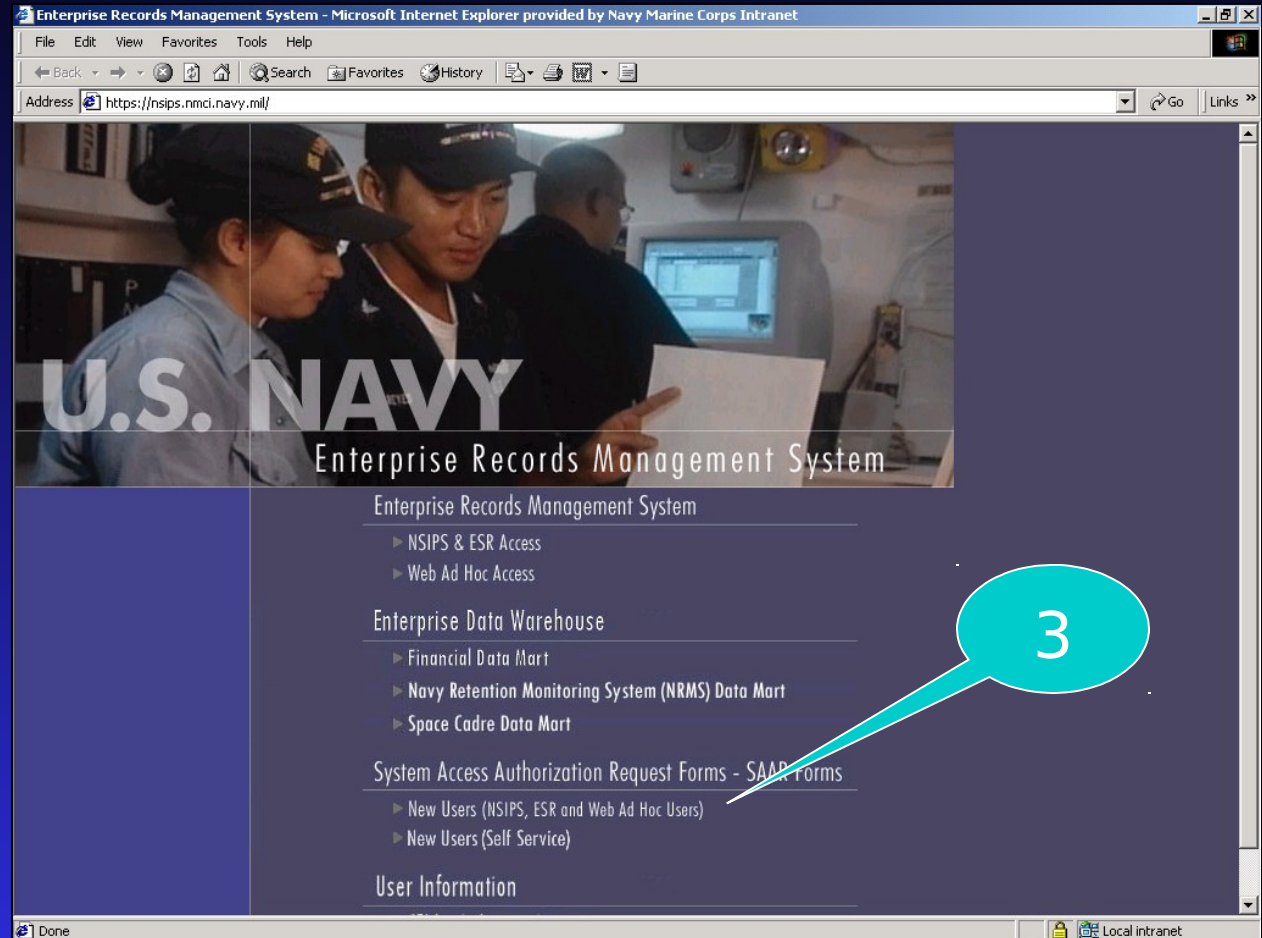 Enterprise Records Management System - Microsoft Internet Explorer provided by Navy Marine Corps Intranet
File Edit View Favorites Tools Help
Back Search Favorites History
Address https://nsips.nmci.navy.mil/ Go Links »
U.S. NAVY
Enterprise Records Management System
Enterprise Records Management System
NSIPS & ESR Access
Web Ad Hoc Access
Enterprise Data Warehouse
Financial Data Mart
Navy Retention Monitoring System (NRMS) Data Mart
Space Cadre Data Mart
3
System Access Authorization Request Forms - SAAR Forms
New Users (NSIPS, ESR and Web Ad Hoc Users)
New Users (Self Service)
User Information
Done Local intranet